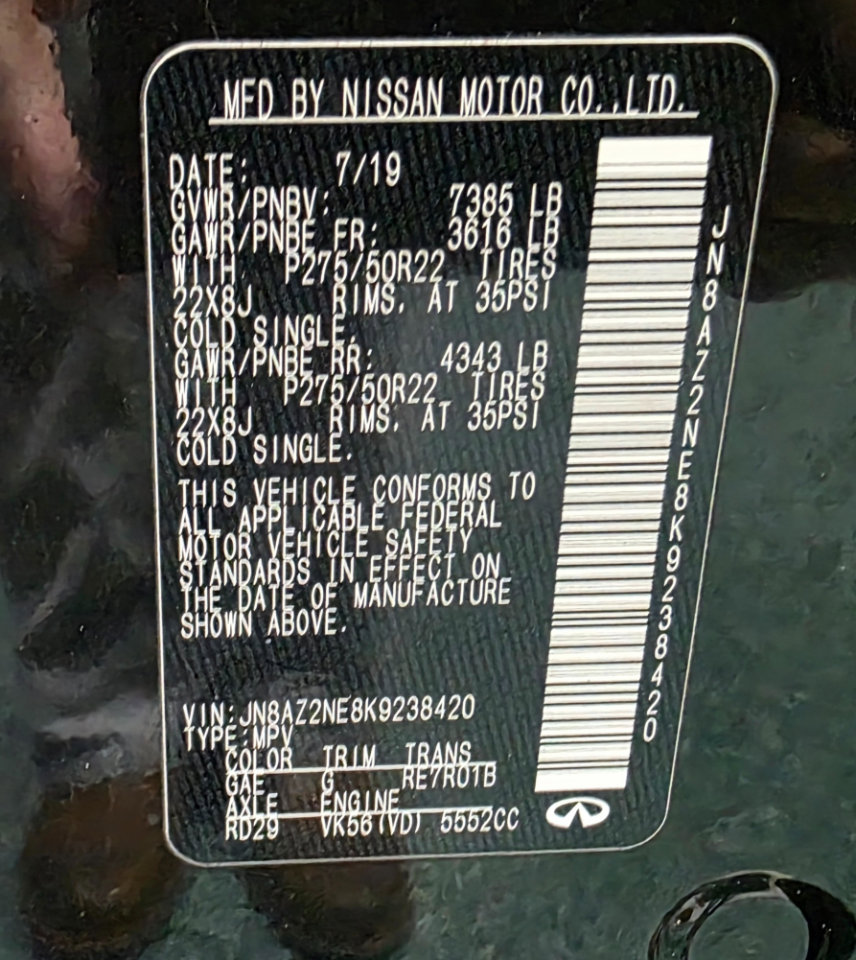 MFD BY NISSAN MOTOR CO.,LTD.
DATE: 7/19
GVWR/PNBV: 7385 LB
GAWR/PNBE FR: 3616 LB
WITH P275/50R22 TIRES
22X8J RIMS, AT 35PSI
COLD SINGLE.
GAWR/PNBE RR: 4343 LB
WITH P275/50R22 TIRES
22X8J RIMS, AT 35PSI
COLD SINGLE.
THIS VEHICLE CONFORMS TO
ALL APPLICABLE FEDERAL
MOTOR VEHICLE SAFETY
STANDARDS IN EFFECT ON
THE DATE OF MANUFACTURE
SHOWN ABOVE.
VIN:JN8AZ2NE8K9238420
TYPE:MPV
COLOR TRIM TRANS
GAE G RE7R01B
AXLE ENGINE
RD29 VK56(VD) 5552CC
JN8AZ2NE8K9238420